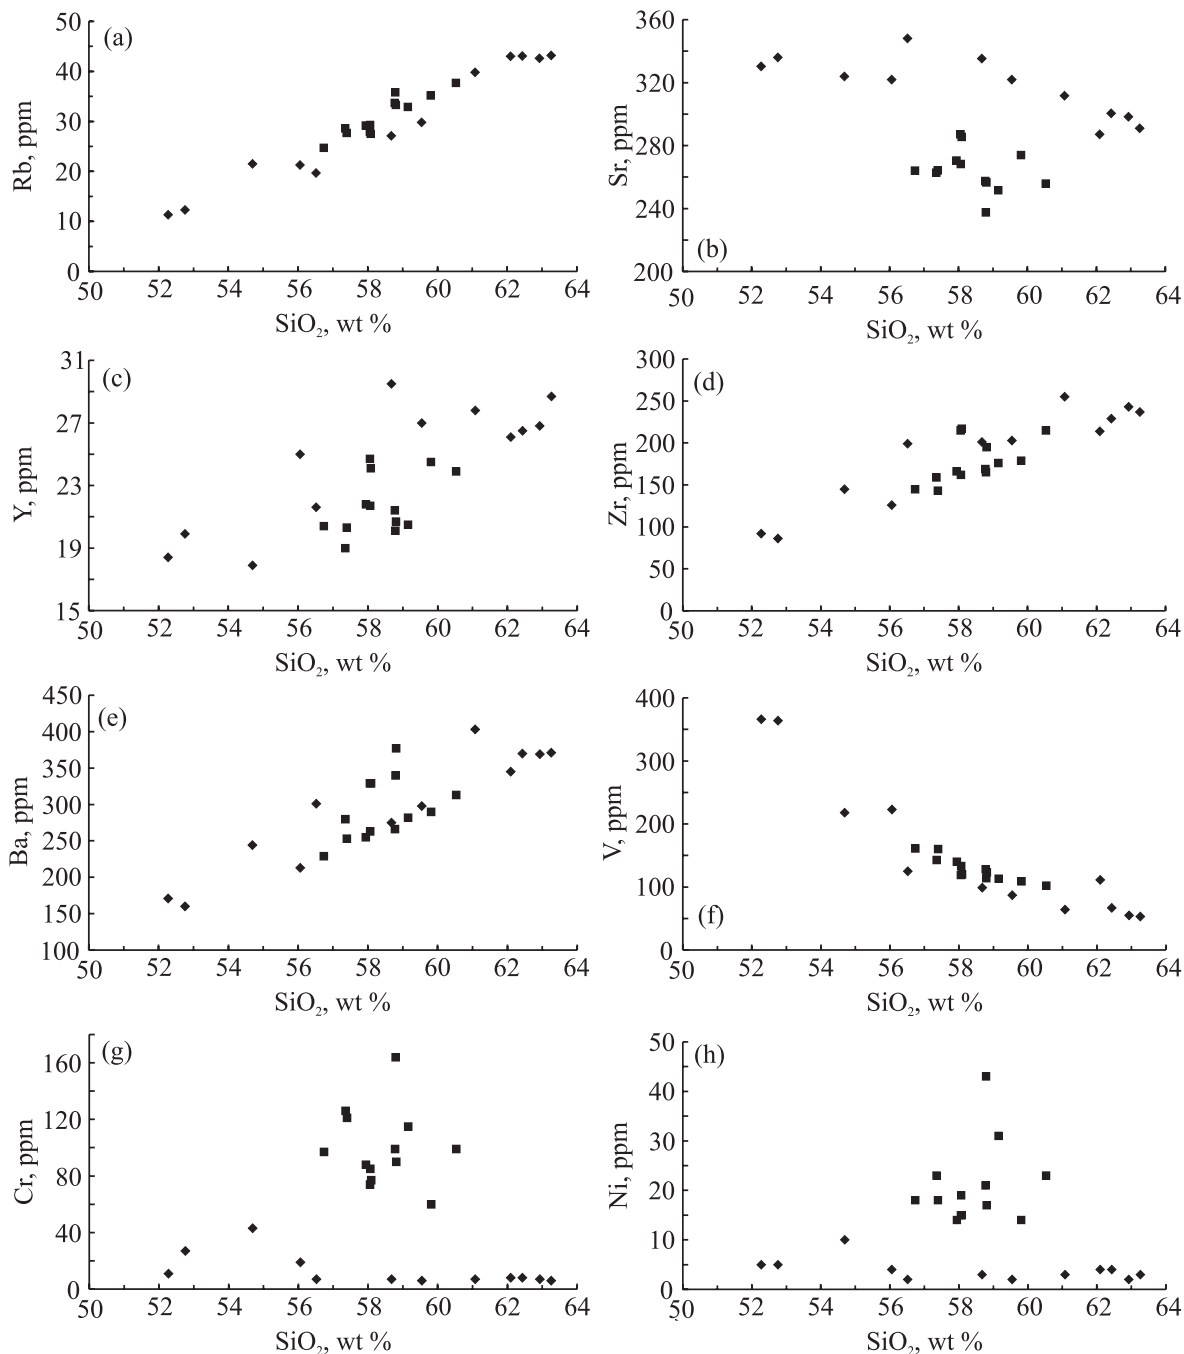 (a)
Rb, ppm
50
40
30
20
10
0
50 52 54 56 58 60 62 64
SiO₂, wt %
(b)
Sr, ppm
360
320
280
240
200
50 52 54 56 58 60 62 64
SiO₂, wt %
(c)
Y, ppm
31
27
23
19
15
50 52 54 56 58 60 62 64
SiO₂, wt %
(d)
Zr, ppm
300
250
200
150
100
50
0
50 52 54 56 58 60 62 64
SiO₂, wt %
(e)
Ba, ppm
450
400
350
300
250
200
150
100
50 52 54 56 58 60 62 64
SiO₂, wt %
(f)
V, ppm
400
300
200
100
0
50 52 54 56 58 60 62 64
SiO₂, wt %
(g)
Cr, ppm
160
120
80
40
0
50 52 54 56 58 60 62 64
SiO₂, wt %
(h)
Ni, ppm
50
40
30
20
10
0
50 52 54 56 58 60 62 64
SiO₂, wt %